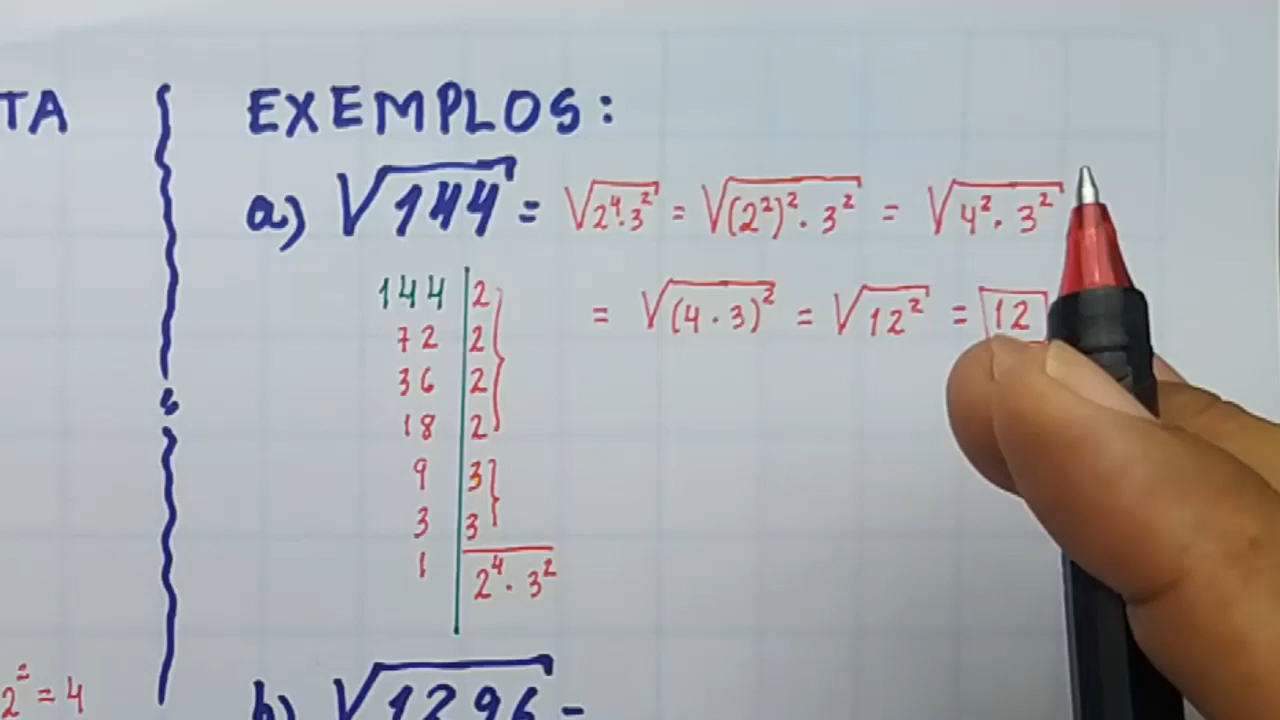 TA
EXEMPLOS:
a) √144 = √2⁴·3² = √(2²)²·3² = √4²·3²
= √(4·3)² = √12² = 12
144 | 2
72 | 2
36 | 2
18 | 2
9 | 3
3 | 3
1 | 2⁴·3²
2² = 4
b) √1296 =